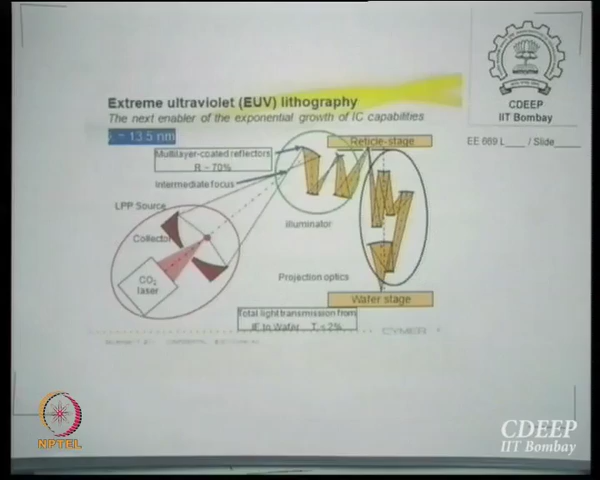 CDEEP
IIT Bombay
EE 669 L____ / Slide____
Extreme ultraviolet (EUV) lithography
The next enabler of the exponential growth of IC capabilities
λ = 13.5 nm
Multilayer-coated reflectors
R ~ 70%
Reticle-stage
Intermediate focus
LPP Source
Collector
illuminator
CO2
laser
Projection optics
Wafer stage
Total light transmission from
IF to Wafer T < 2%
CYMER
NPTEL
CDEEP
IIT Bombay